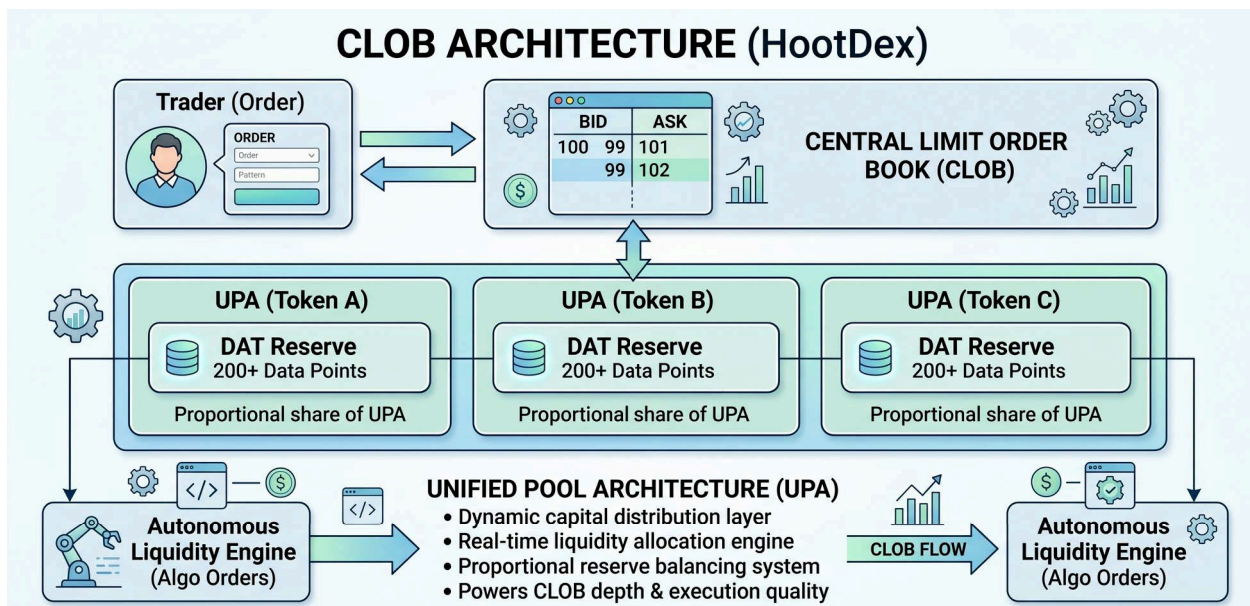 CLOB ARCHITECTURE (HootDex)
Trader (Order)
ORDER
Order
Pattern
BID ASK
100 99 101
99 102
$
CENTRAL LIMIT ORDER
BOOK (CLOB)
UPA (Token A)
DAT Reserve
200+ Data Points
Proportional share of UPA
UPA (Token B)
DAT Reserve
200+ Data Points
Proportional share of UPA
UPA (Token C)
DAT Reserve
200+ Data Points
Proportional share of UPA
</>
$
Autonomous
Liquidity Engine
(Algo Orders)
</>
UNIFIED POOL ARCHITECTURE (UPA)
• Dynamic capital distribution layer
• Real-time liquidity allocation engine
• Proportional reserve balancing system
• Powers CLOB depth & execution quality
CLOB FLOW
$
Autonomous
Liquidity Engine
(Algo Orders)